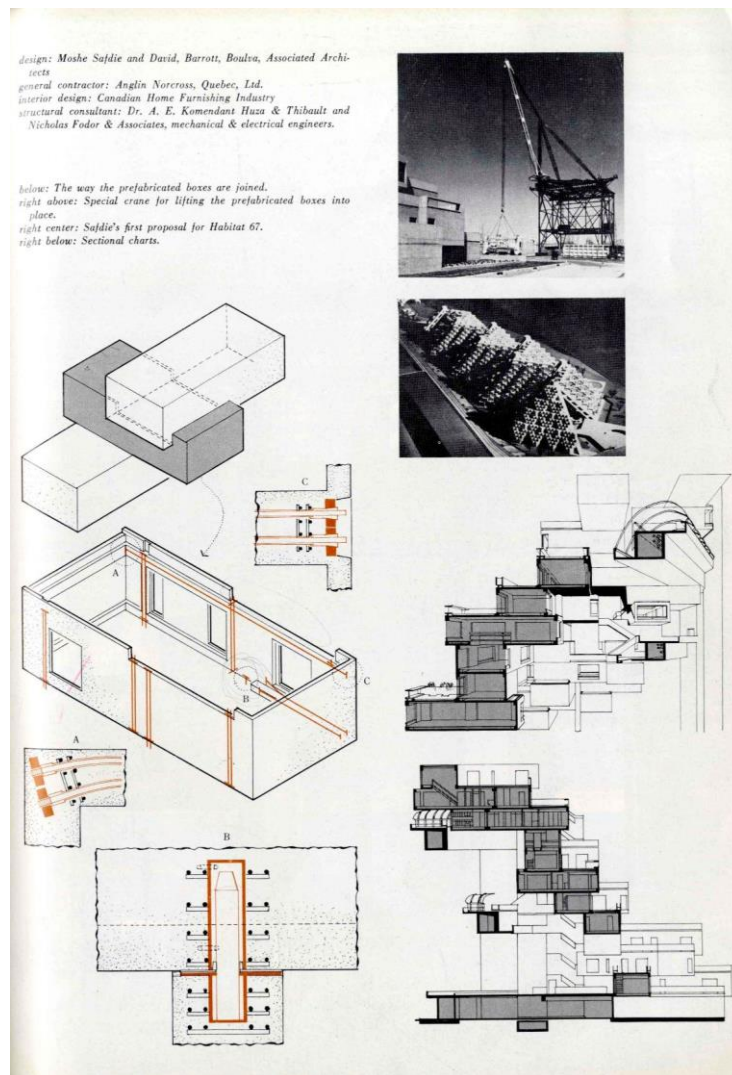 design: Moshe Safdie and David, Barrott, Boulva, Associated Archi-
tects
general contractor: Anglin Norcross, Quebec, Ltd.
interior design: Canadian Home Furnishing Industry
structural consultant: Dr. A. E. Komendant Huza & Thibault and
Nicholas Fodor & Associates, mechanical & electrical engineers.
below: The way the prefabricated boxes are joined.
right above: Special crane for lifting the prefabricated boxes into
place.
right center: Safdie's first proposal for Habitat 67.
right below: Sectional charts.
C
A
B
C
A
B